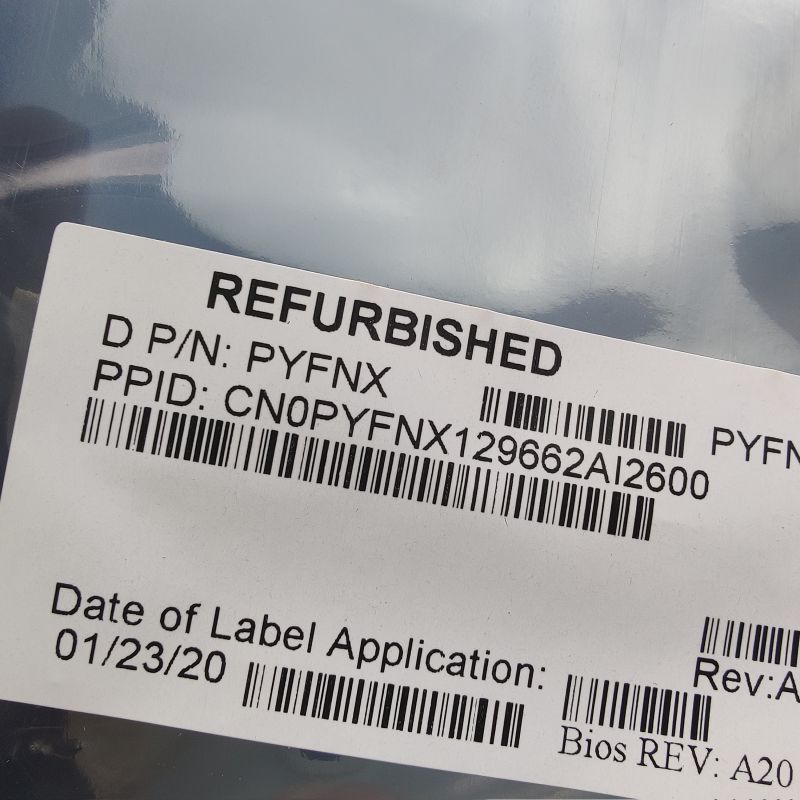 REFURBISHED
D P/N: PYFNX
PYFN
PPID: CN0PYFNX129662AI2600
Date of Label Application:
01/23/20
Rev:A
Bios REV: A20